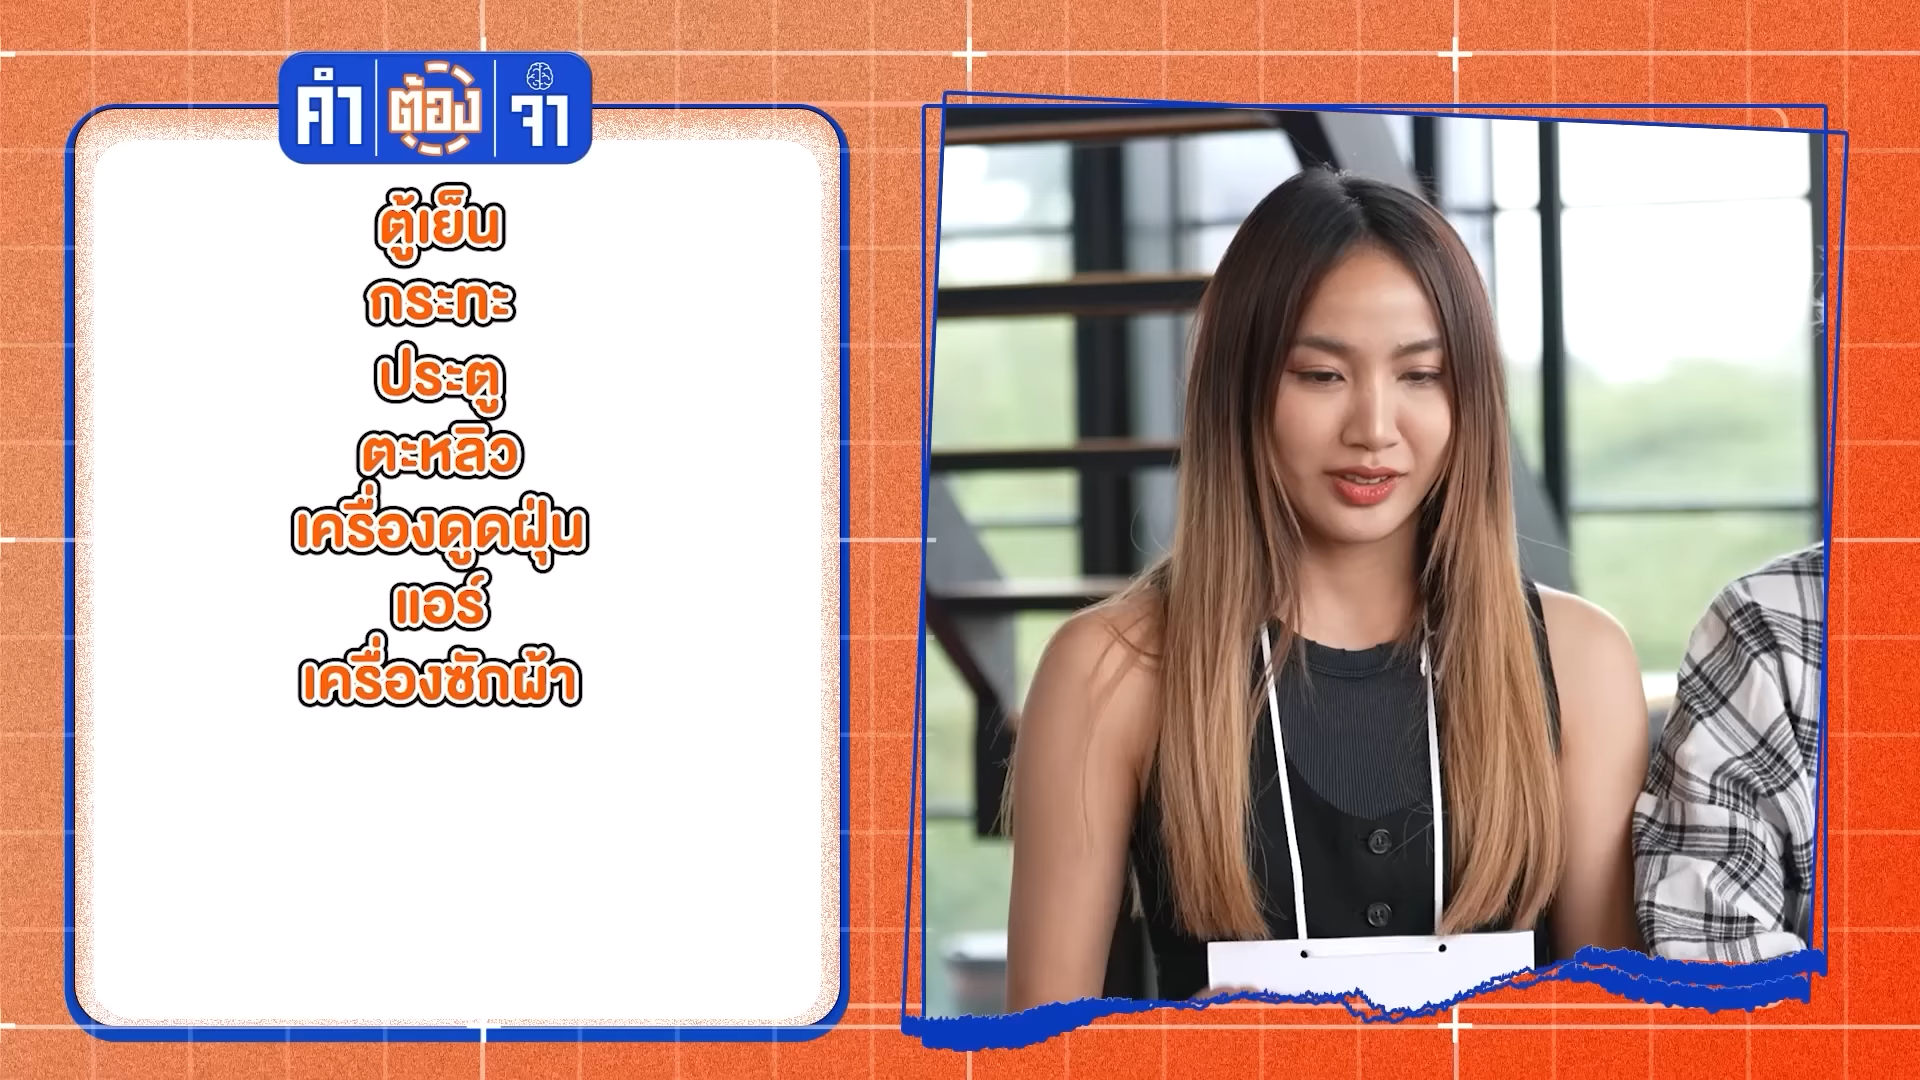 คำ ต้อง จำ
ตู้เย็น
กระทะ
ประตู
ตะหลิว
เครื่องดูดฝุ่น
แอร์
เครื่องซักผ้า